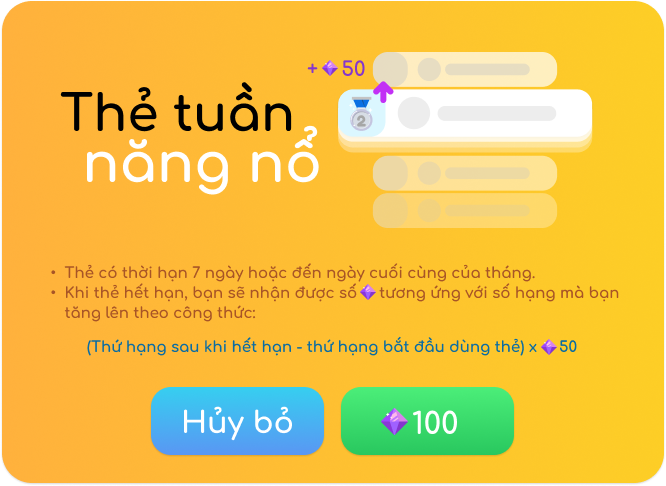 + 50
2
Thẻ tuần
năng nổ
• Thẻ có thời hạn 7 ngày hoặc đến ngày cuối cùng của tháng.
• Khi thẻ hết hạn, bạn sẽ nhận được số tương ứng với số hạng mà bạn
tăng lên theo công thức:
(Thứ hạng sau khi hết hạn - thứ hạng bắt đầu dùng thẻ) x 50
Hủy bỏ
100